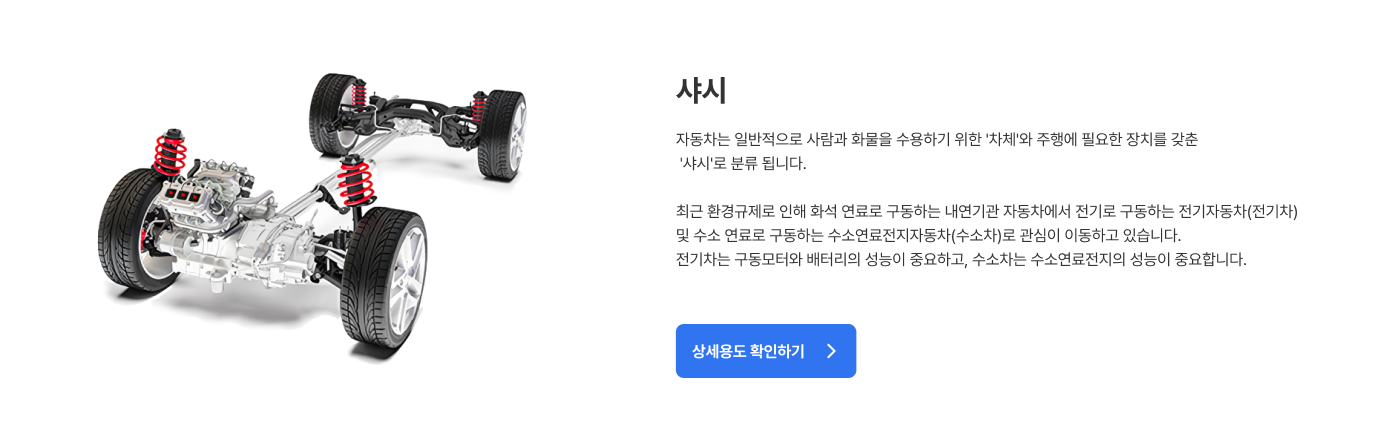 샤시
자동차는 일반적으로 사람과 화물을 수용하기 위한 '차체'와 주행에 필요한 장치를 갖춘
'샤시'로 분류 됩니다.
최근 환경규제로 인해 화석 연료로 구동하는 내연기관 자동차에서 전기로 구동하는 전기자동차(전기차)
및 수소 연료로 구동하는 수소연료전지자동차(수소차)로 관심이 이동하고 있습니다.
전기차는 구동모터와 배터리의 성능이 중요하고, 수소차는 수소연료전지의 성능이 중요합니다.
상세용도 확인하기